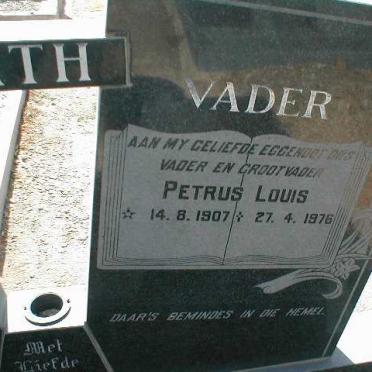 ATH
VADER
AAN MY GELIEFDE EGGENOOT ONS
VADER EN GROOTVADER
PETRUS LOUIS
☆ 14.8.1907 ✝ 27.4.1976
DAAR'S BEMINDES IN DIE HEMEL
Met
Liefde